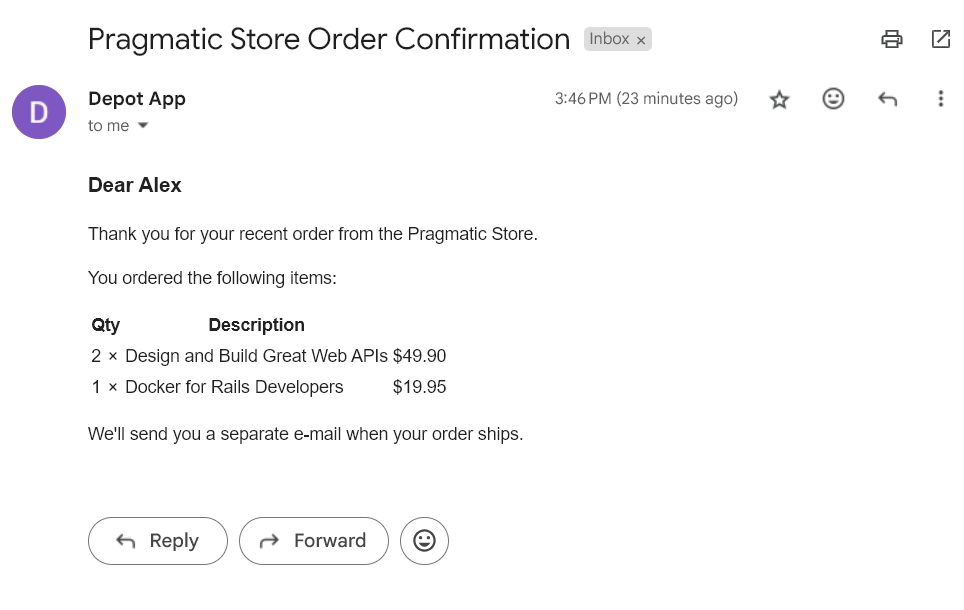 Pragmatic Store Order Confirmation Inbox ×
D Depot App 3:46 PM (23 minutes ago)
to me
Dear Alex
Thank you for your recent order from the Pragmatic Store.
You ordered the following items:
Qty Description
2 × Design and Build Great Web APIs $49.90
1 × Docker for Rails Developers $19.95
We'll send you a separate e-mail when your order ships.
Reply Forward